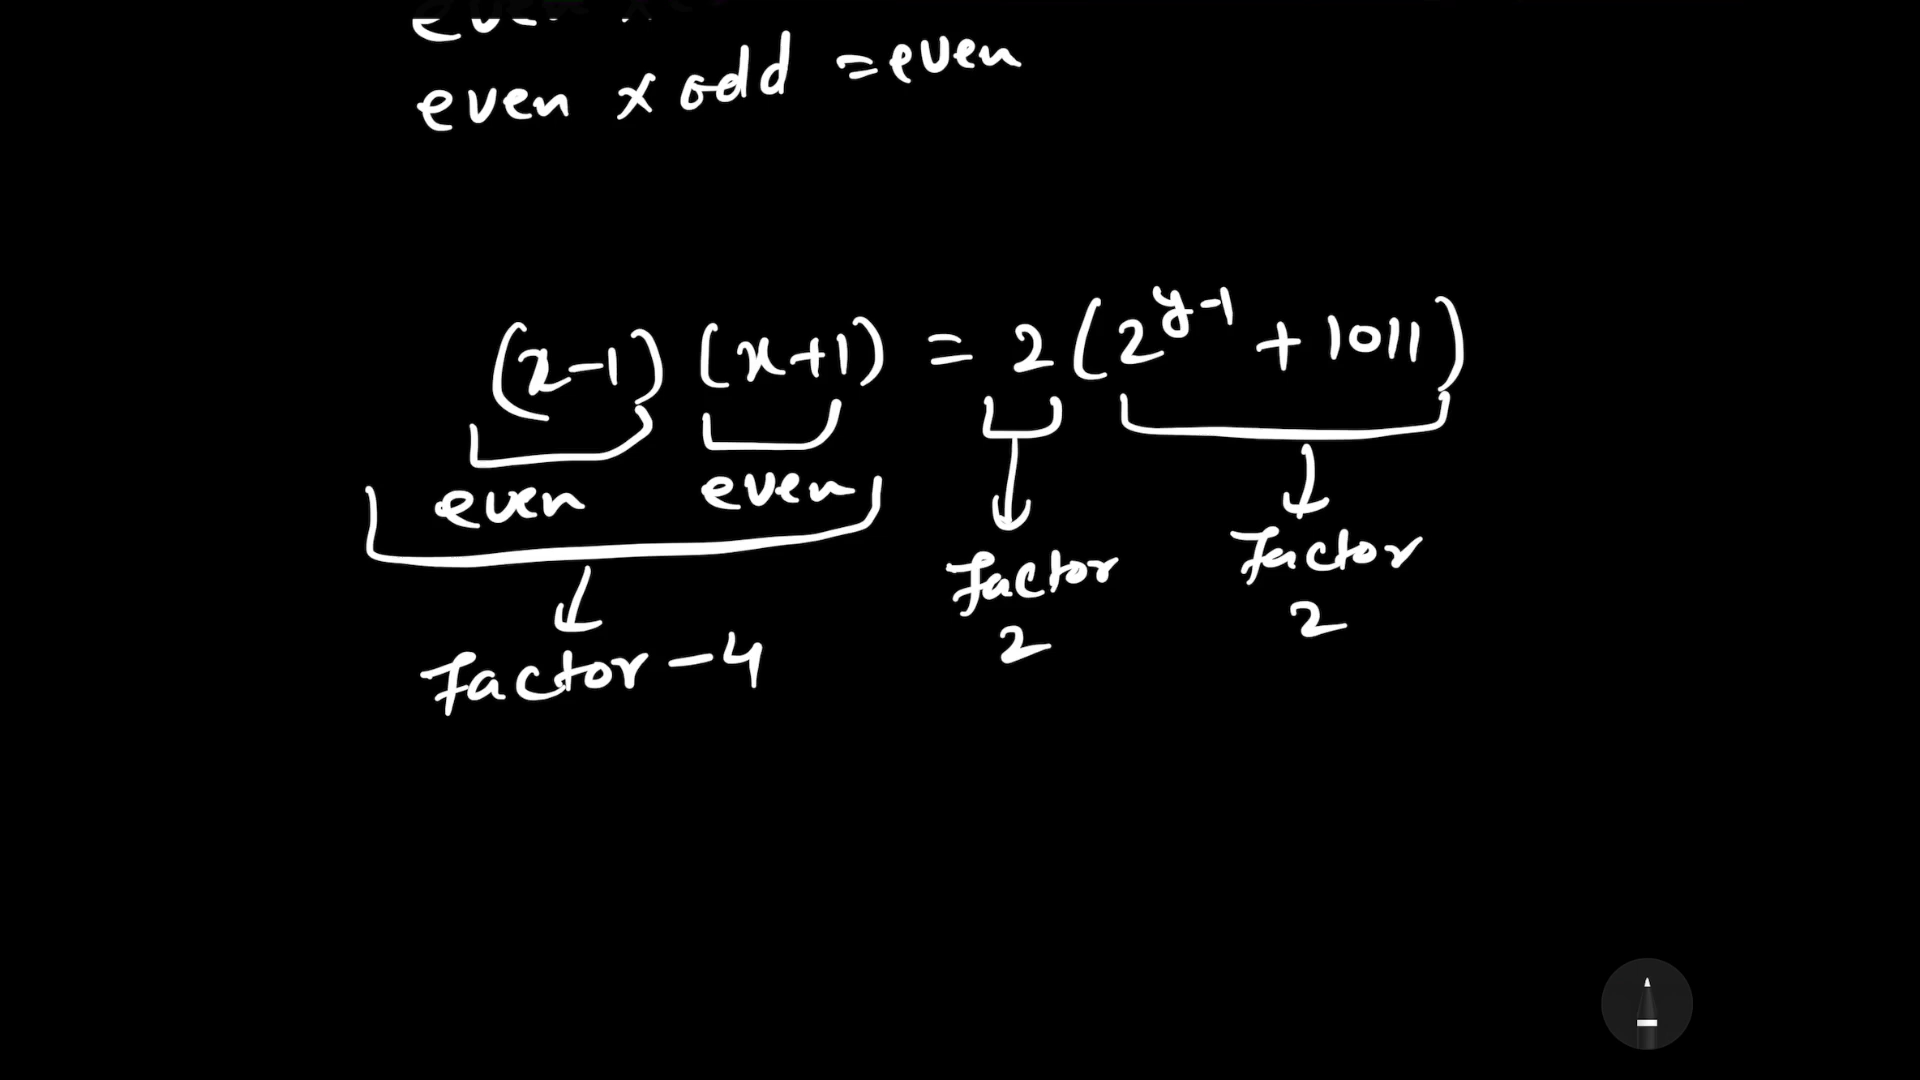 even x odd = even
(x-1) (x+1) = 2 (2^{y-1} + 1011)
even even
factor factor
2 2
factor - 4